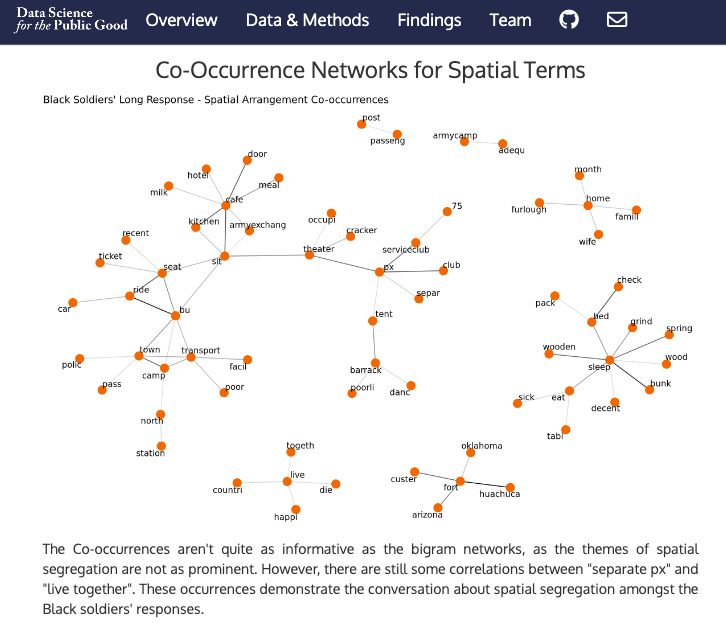 Data Science
for the Public Good
Overview
Data & Methods
Findings
Team
Co-Occurrence Networks for Spatial Terms
Black Soldiers' Long Response - Spatial Arrangement Co-occurrences
post
passeng
armycamp
adequ
door
hotel
meal
milk
cafe
kitchen
armyexchang
month
home
furlough
famili
wife
75
occupi
cracker
recent
theater
serviceclub
ticket
sit
seat
px
club
ride
separ
car
bu
tent
check
pack
bed
grind
spring
wooden
wood
sleep
town
transport
polic
facil
camp
pass
poor
barrack
poorli
danc
bunk
sick
eat
decent
north
tabl
station
togeth
oklahoma
live
custer
countri
die
fort
huachuca
happi
arizona
The Co-occurrences aren't quite as informative as the bigram networks, as the themes of spatial
segregation are not as prominent. However, there are still some correlations between "separate px" and
"live together". These occurrences demonstrate the conversation about spatial segregation amongst the
Black soldiers' responses.